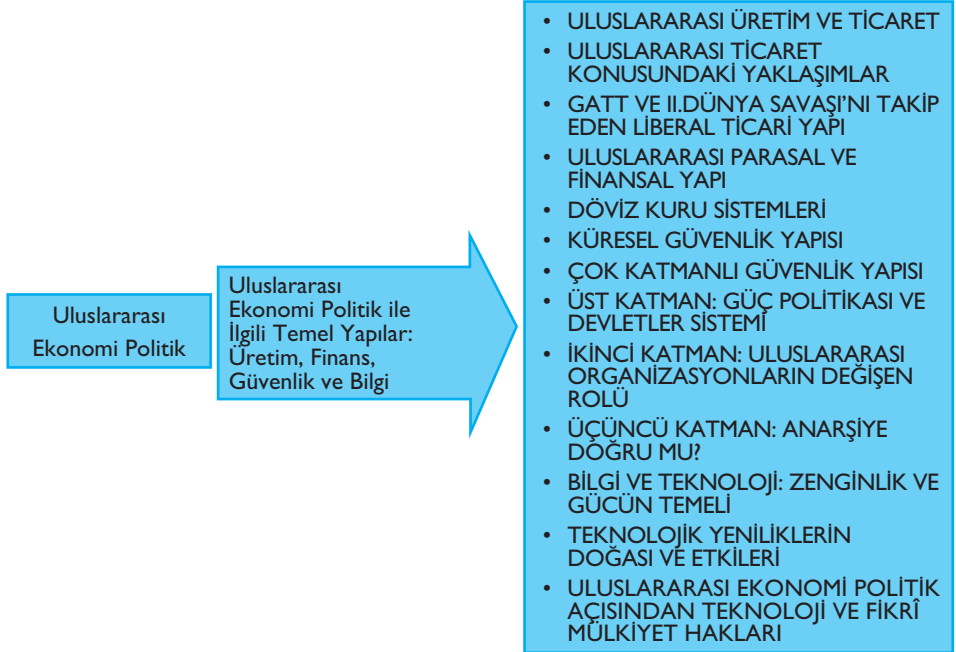 Uluslararası
Ekonomi Politik
Uluslararası
Ekonomi Politik ile
İlgili Temel Yapılar:
Üretim, Finans,
Güvenlik ve Bilgi
• ULUSLARARASI ÜRETİM VE TİCARET
• ULUSLARARASI TİCARET
KONUSUNDAKİ YAKLAŞIMLAR
• GATT VE II.DÜNYA SAVAŞI’NI TAKİP
EDEN LİBERAL TİCARİ YAPI
• ULUSLARARASI PARASAL VE
FİNANSAL YAPI
• DÖVİZ KURU SİSTEMLERİ
• KÜRESEL GÜVENLİK YAPISI
• ÇOK KATMANLI GÜVENLİK YAPISI
• ÜST KATMAN: GÜÇ POLİTİKASI VE
DEVLETLER SİSTEMİ
• İKİNCİ KATMAN: ULUSLARARASI
ORGANİZASYONLARIN DEĞİŞEN
ROLÜ
• ÜÇÜNCÜ KATMAN: ANARŞİYE
DOĞRU MU?
• BİLGİ VE TEKNOLOJİ: ZENGİNLİK VE
GÜCÜN TEMELİ
• TEKNOLOJİK YENİLİKLERİN
DOĞASI VE ETKİLERİ
• ULUSLARARASI EKONOMİ POLİTİK
AÇISINDAN TEKNOLOJİ VE FİKRÎ
MÜLKİYET HAKLARI